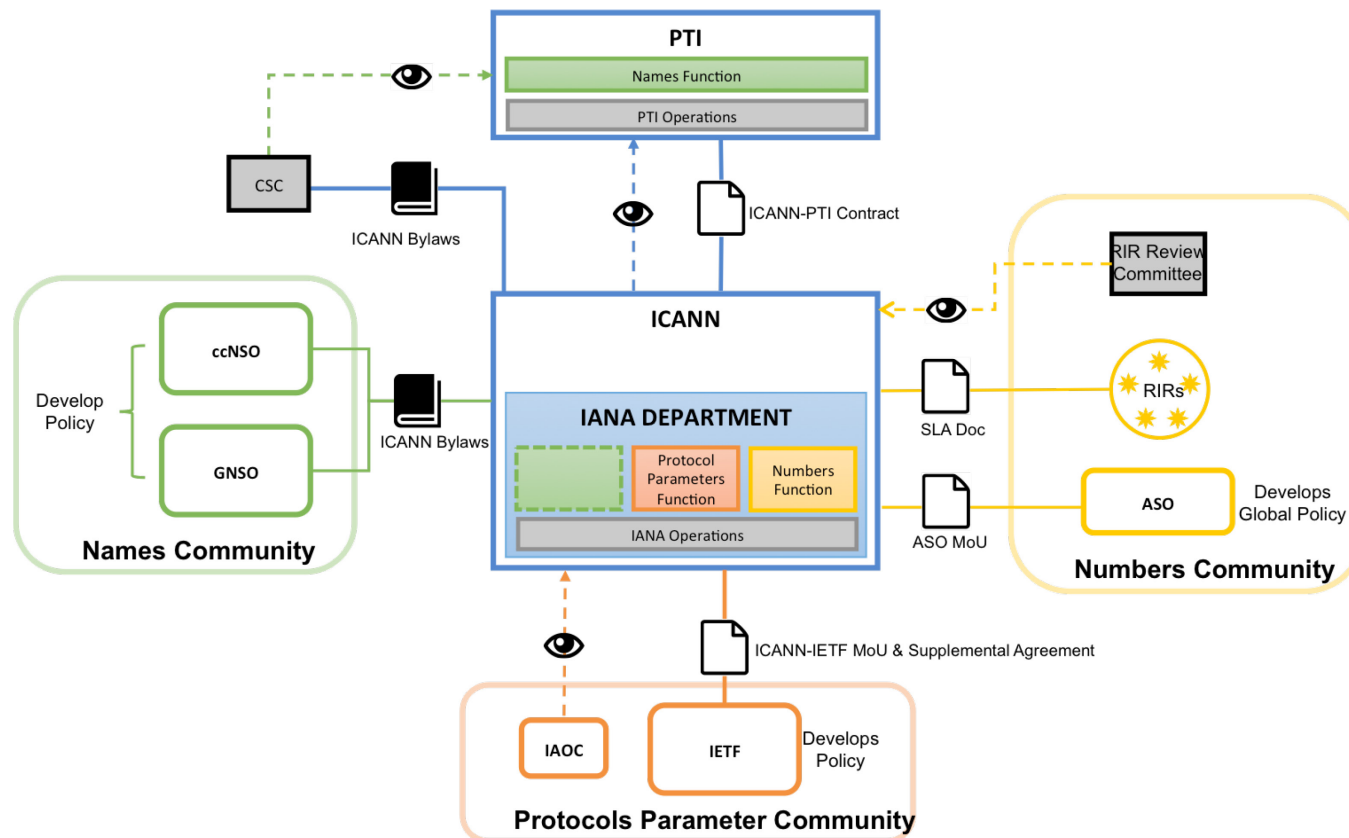 PTI
Names Function
PTI Operations
CSC
ICANN Bylaws
ICANN-PTI Contract
RIR Review
Committee
ICANN
ccNSO
Develop
Policy
GNSO
ICANN Bylaws
Names Community
IANA DEPARTMENT
Protocol
Parameters
Function
Numbers
Function
IANA Operations
SLA Doc
RIRs
ASO MoU
ASO
Develops
Global Policy
Numbers Community
ICANN-IETF MoU & Supplemental Agreement
IAOC
IETF
Develops
Policy
Protocols Parameter Community